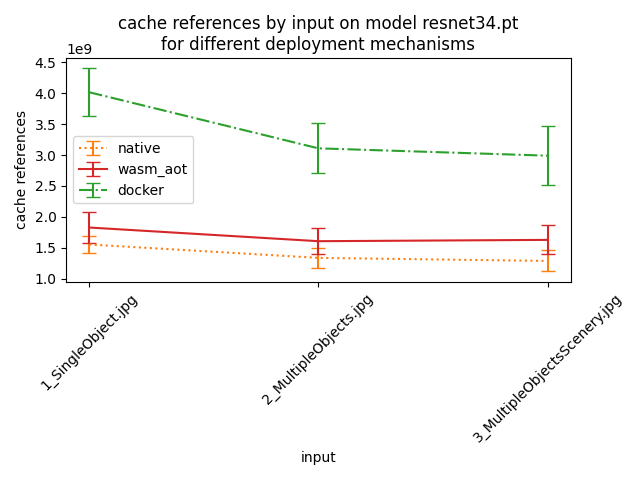 cache references by input on model resnet34.pt
for different deployment mechanisms
1e9
4.5
4.0
3.5
3.0
2.5
2.0
1.5
1.0
cache references
native
wasm_aot
docker
1_SingleObject.jpg
2_MultipleObjects.jpg
3_MultipleObjectsScenery.jpg
input